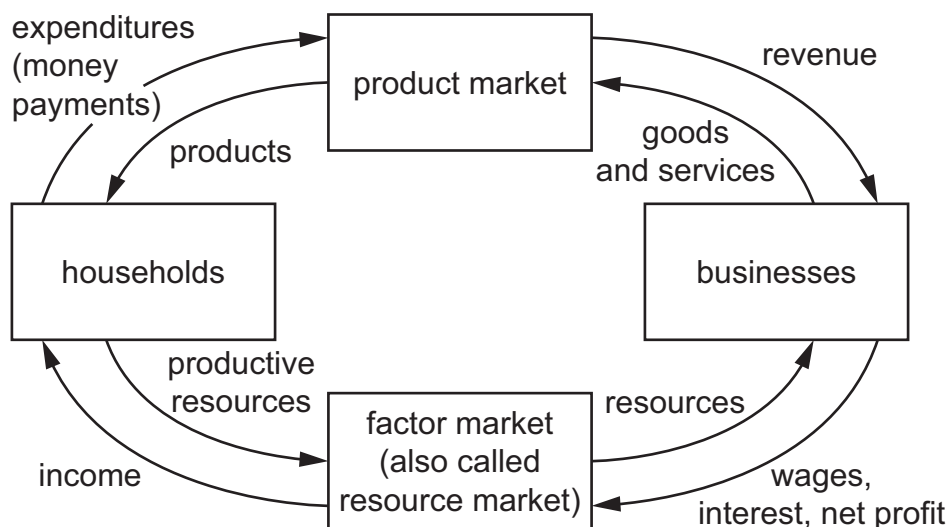 expenditures
(money
payments)
product market
revenue
products
goods
and services
households
businesses
productive
resources
factor market
(also called
resource market)
resources
income
wages,
interest, net profit